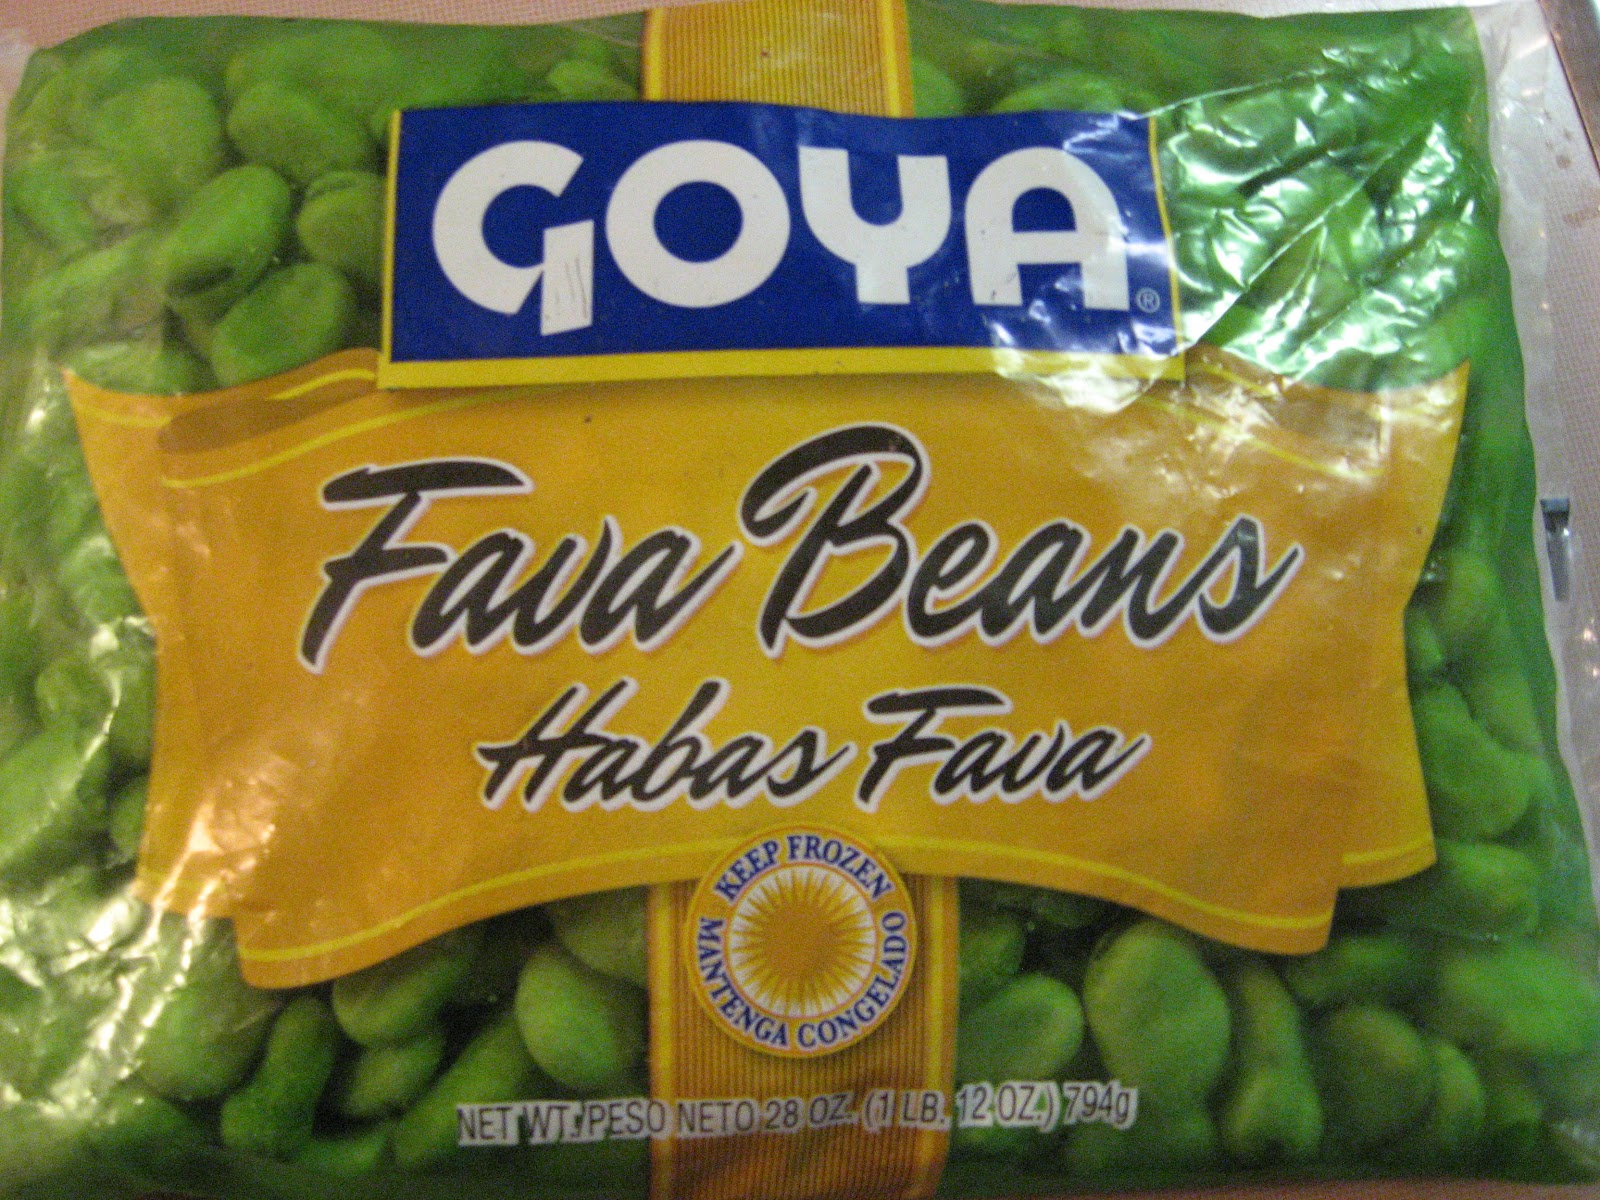 GOYA®
Fava Beans
Habas Fava
KEEP FROZEN
MANTENGA CONGELADO
NET WT./PESO NETO 28 OZ. (1 LB. 12 OZ.) 794g